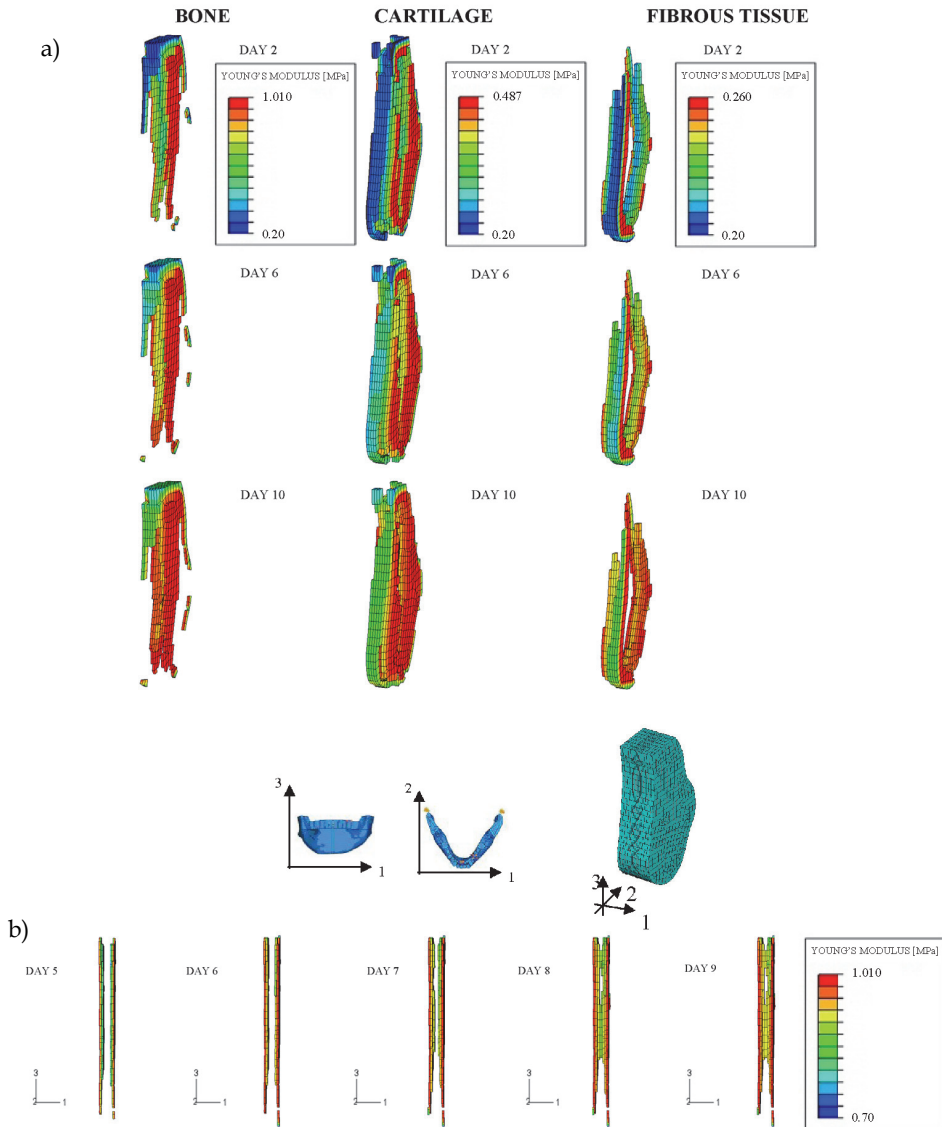 BONE CARTILAGE FIBROUS TISSUE
a)
DAY 2 DAY 2 DAY 2
YOUNG'S MODULUS [MPa] YOUNG'S MODULUS [MPa] YOUNG'S MODULUS [MPa]
1.010 0.487 0.260
0.20 0.20 0.20
DAY 6 DAY 6 DAY 6
DAY 10 DAY 10 DAY 10
3 2
1 1
3 2
1
b)
YOUNG'S MODULUS [MPa]
DAY 5 DAY 6 DAY 7 DAY 8 DAY 9
1.010
3 3 3 3 3
2 1 2 1 2 1 2 1 2 1
0.70